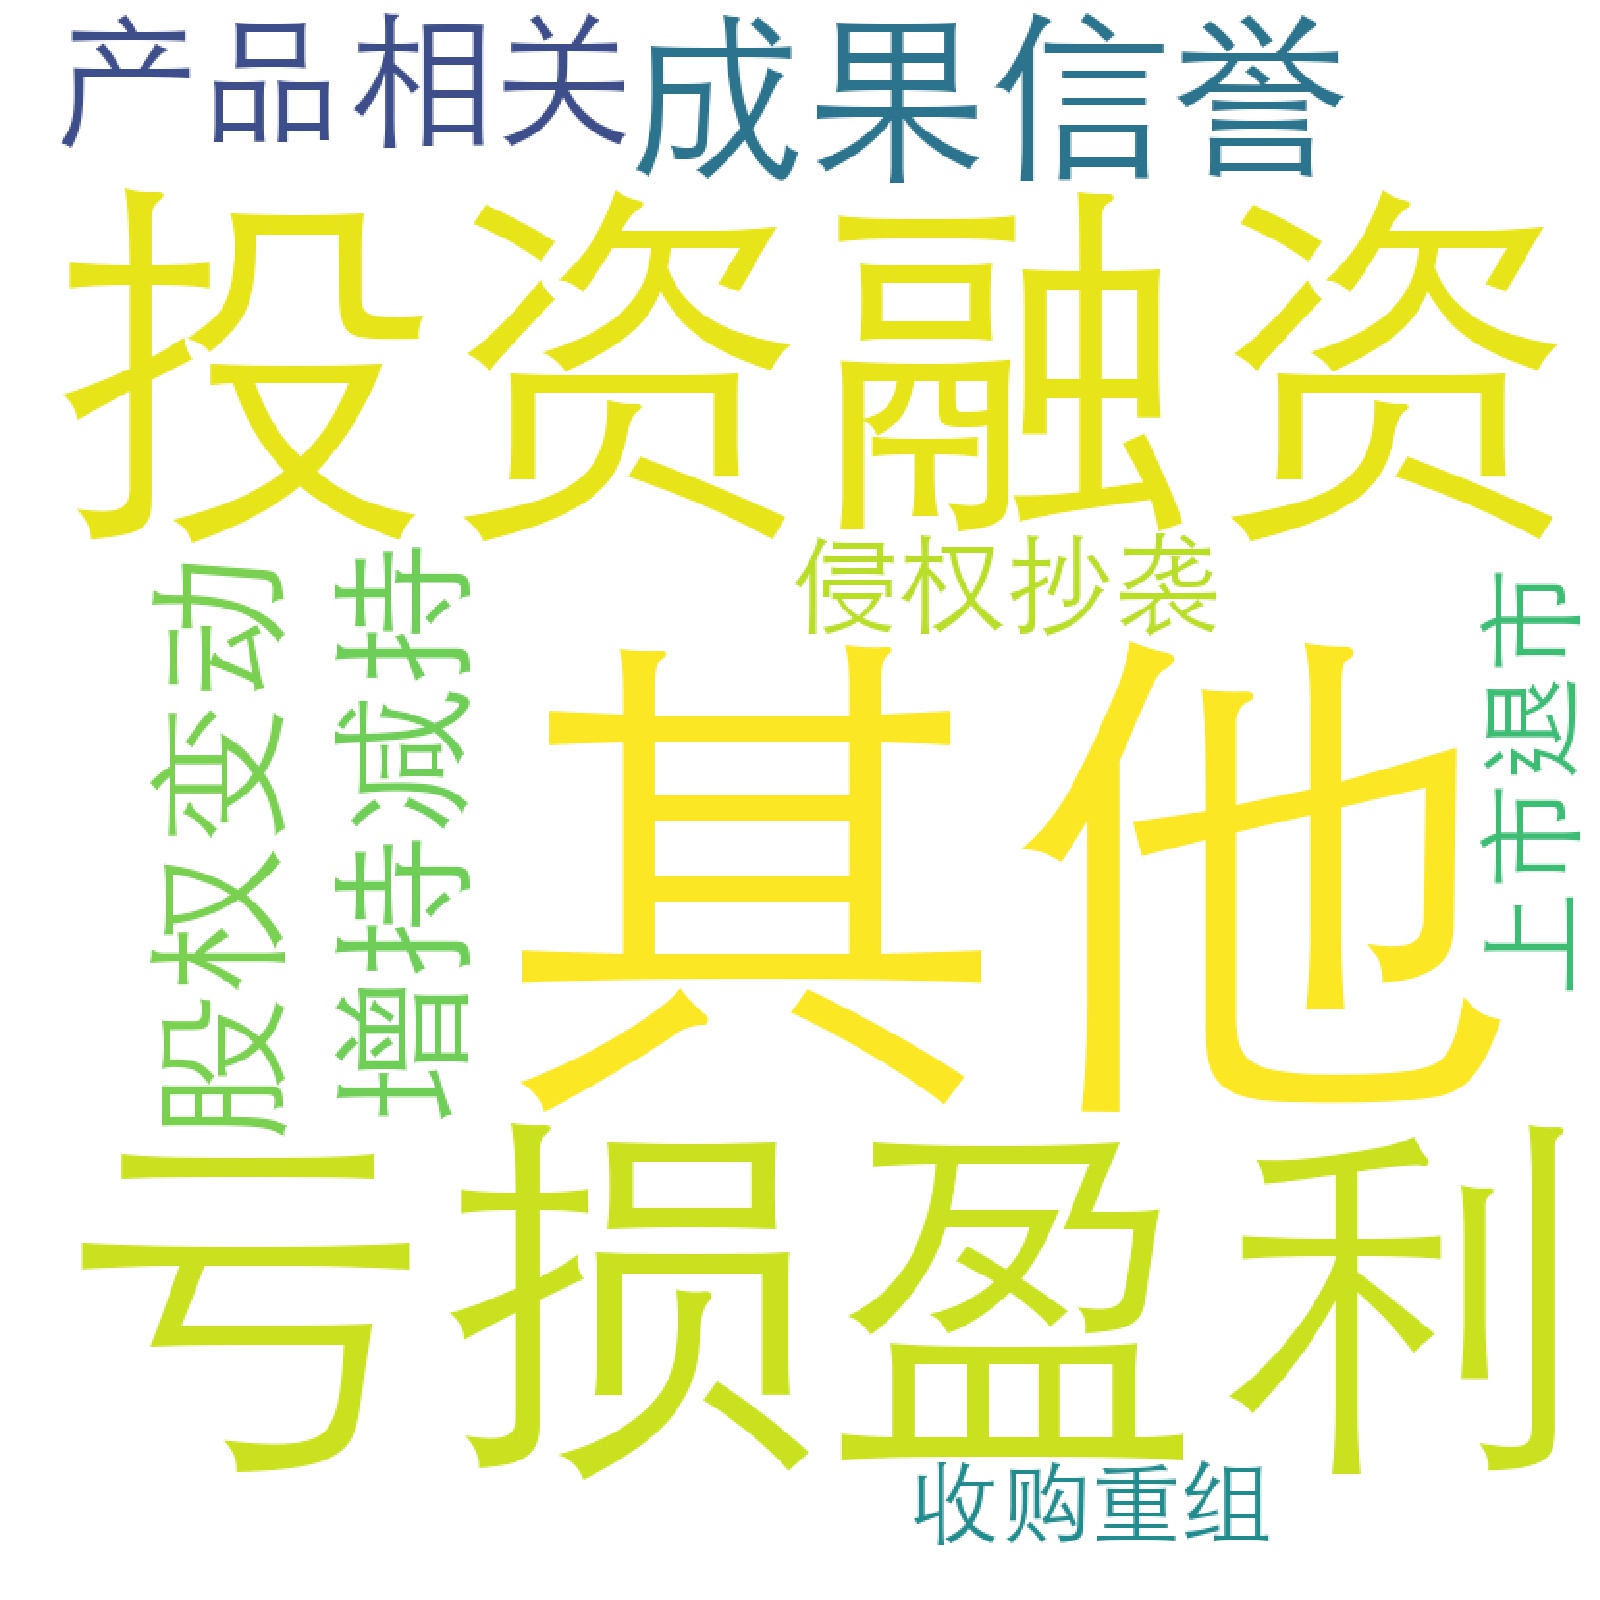 产品相关
成果信誉
投资融资
侵权抄袭
股权变动
增持减持
其他
上市退市
亏损盈利
收购重组